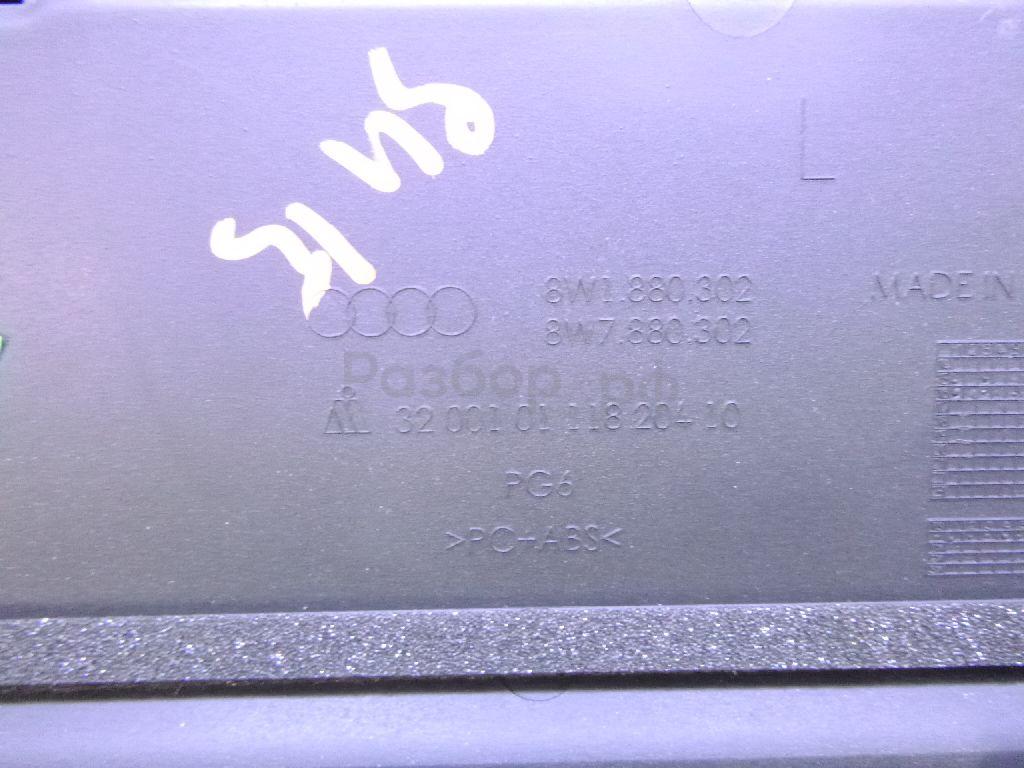 L
8W1.880.302
8W7.880.302
MADE IN
Разбор.рф
32 001 01 118 204-10
PG6
>PC+ABS<